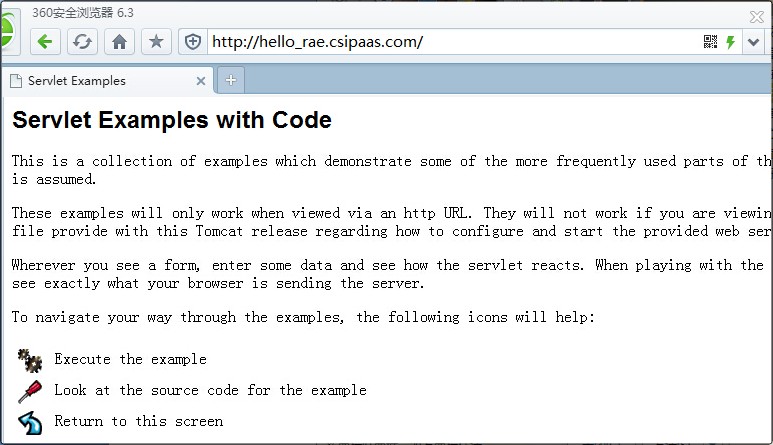 360安全浏览器 6.3
http://hello_rae.csipaas.com/
Servlet Examples
Servlet Examples with Code
This is a collection of examples which demonstrate some of the more frequently used parts of
is assumed.
These examples will only work when viewed via an http URL. They will not work if you are
file provide with this Tomcat release regarding how to configure and start the provided web
Wherever you see a form, enter some data and see how the servlet reacts. When playing with the
see exactly what your browser is sending the server.
To navigate your way through the examples, the following icons will help:
Execute the example
Look at the source code for the example
Return to this screen